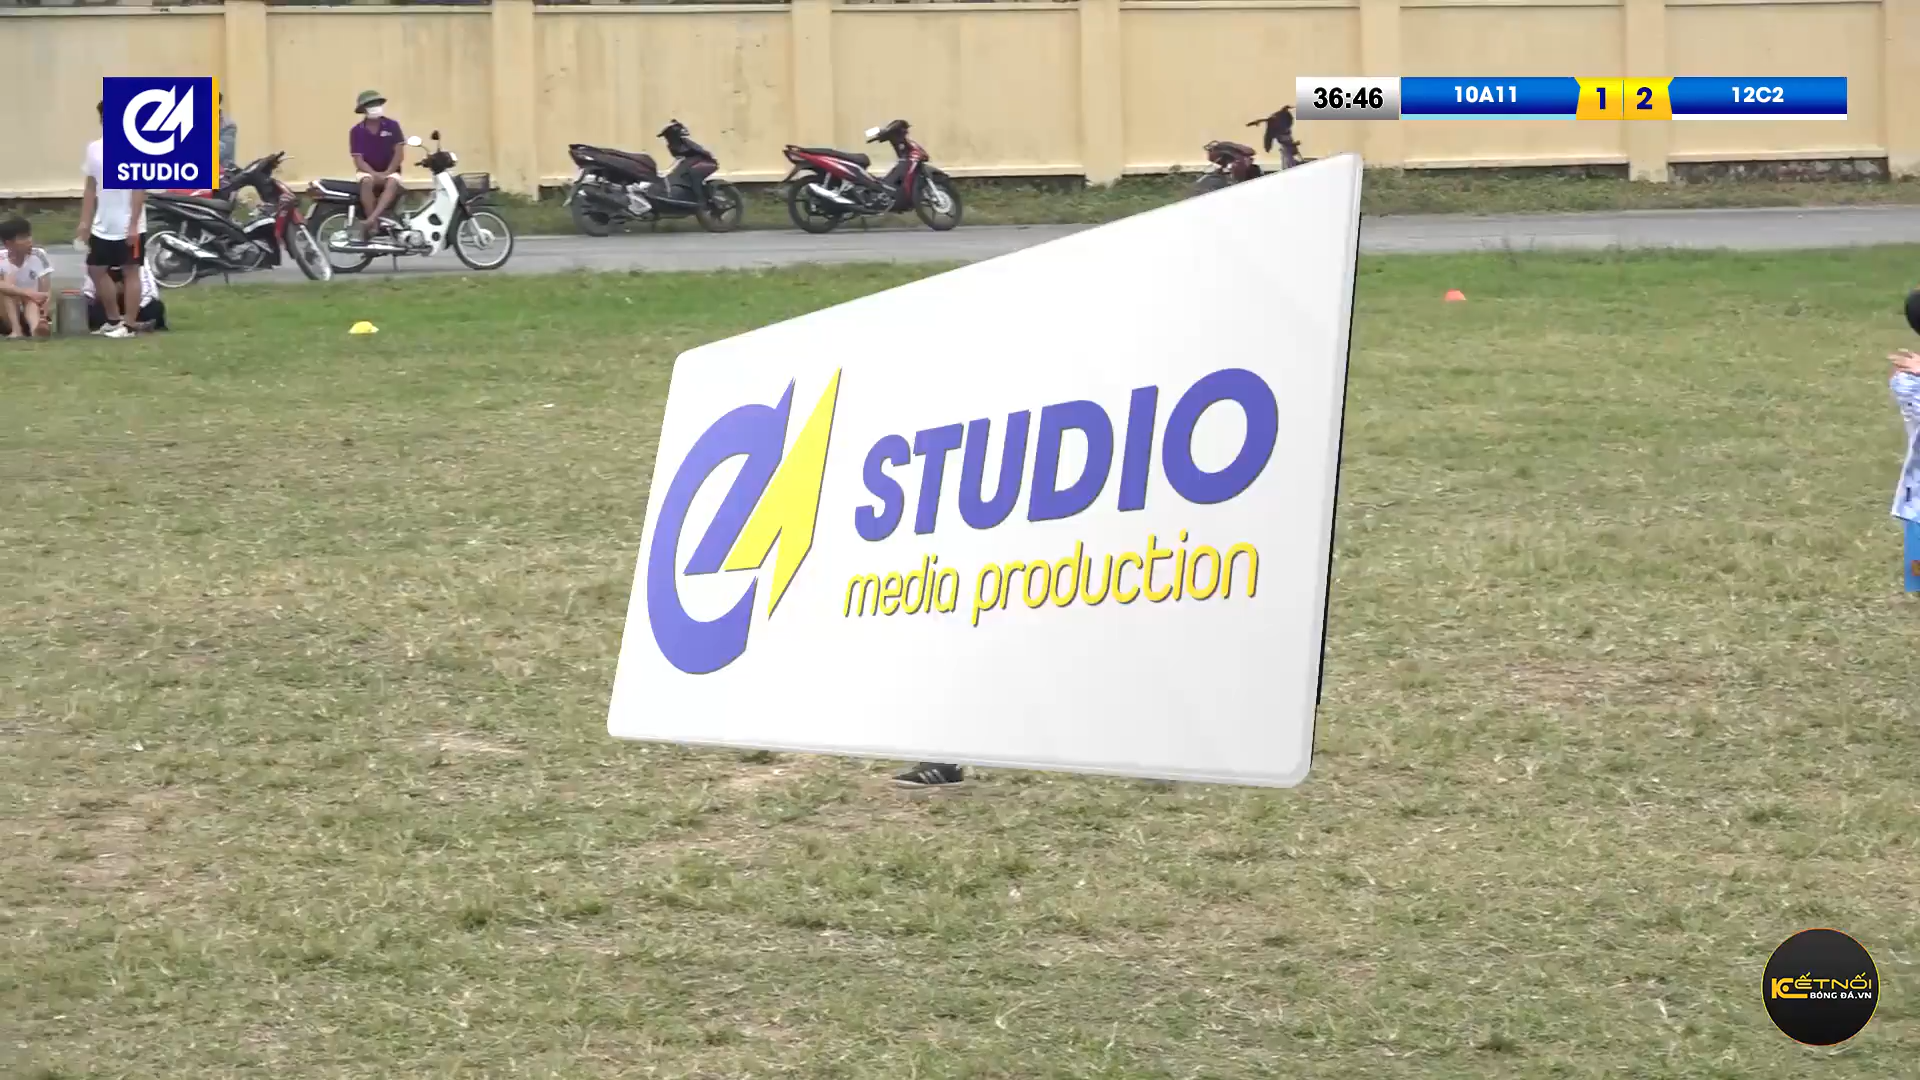 STUDIO
36:46 10A11 1 2 12C2
STUDIO
media production
KẾT NỐI
BÓNG ĐÁ.VN